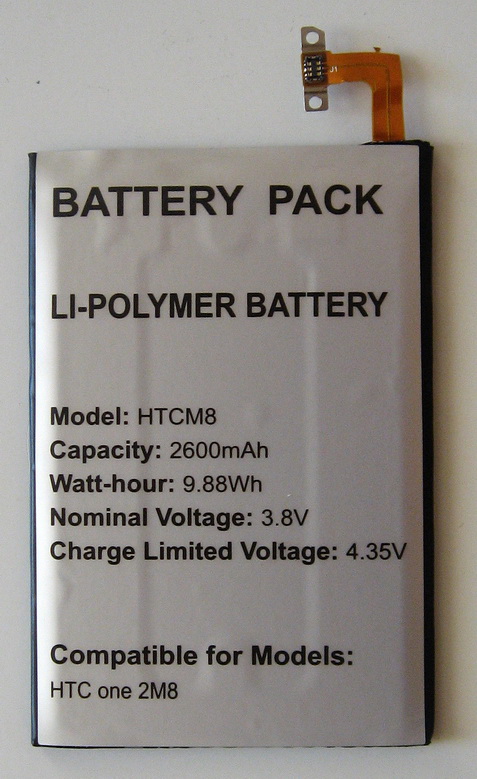 J1
BATTERY PACK
LI-POLYMER BATTERY
Model: HTCM8
Capacity: 2600mAh
Watt-hour: 9.88Wh
Nominal Voltage: 3.8V
Charge Limited Voltage: 4.35V
Compatible for Models:
HTC one 2M8